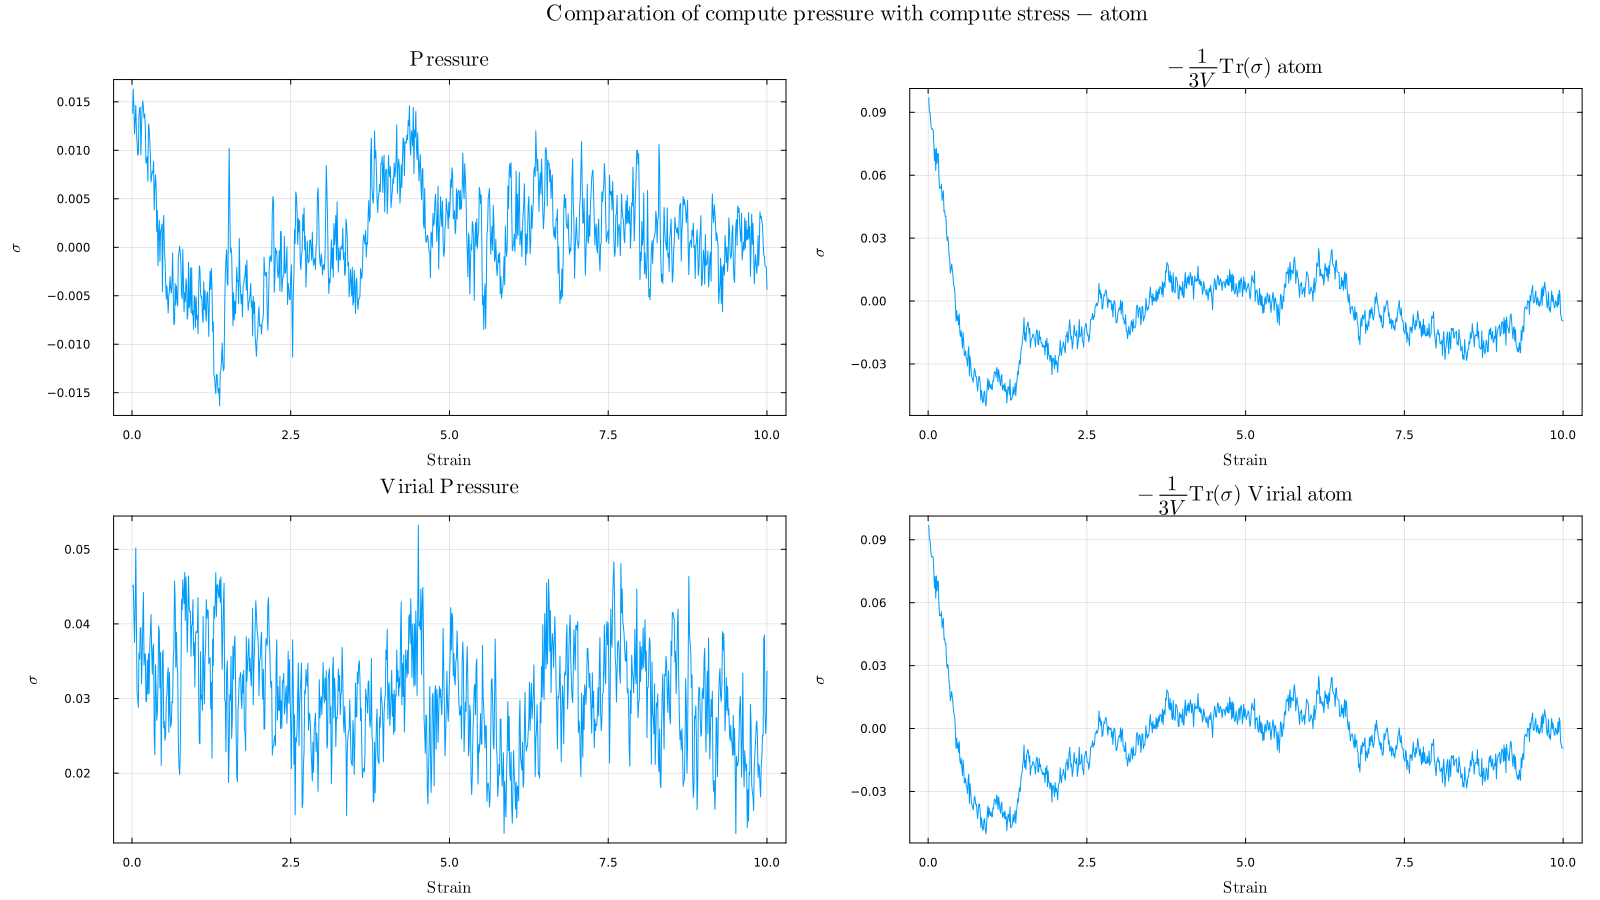 Comparation of compute pressure with compute stress − atom
Pressure
0.015
0.010
0.005
0.000
−0.005
−0.010
−0.015
σ
0.0 2.5 5.0 7.5 10.0
Strain
− 1/3V Tr(σ) atom
0.09
0.06
0.03
0.00
−0.03
σ
0.0 2.5 5.0 7.5 10.0
Strain
Virial Pressure
0.05
0.04
0.03
0.02
σ
0.0 2.5 5.0 7.5 10.0
Strain
− 1/3V Tr(σ) Virial atom
0.09
0.06
0.03
0.00
−0.03
σ
0.0 2.5 5.0 7.5 10.0
Strain